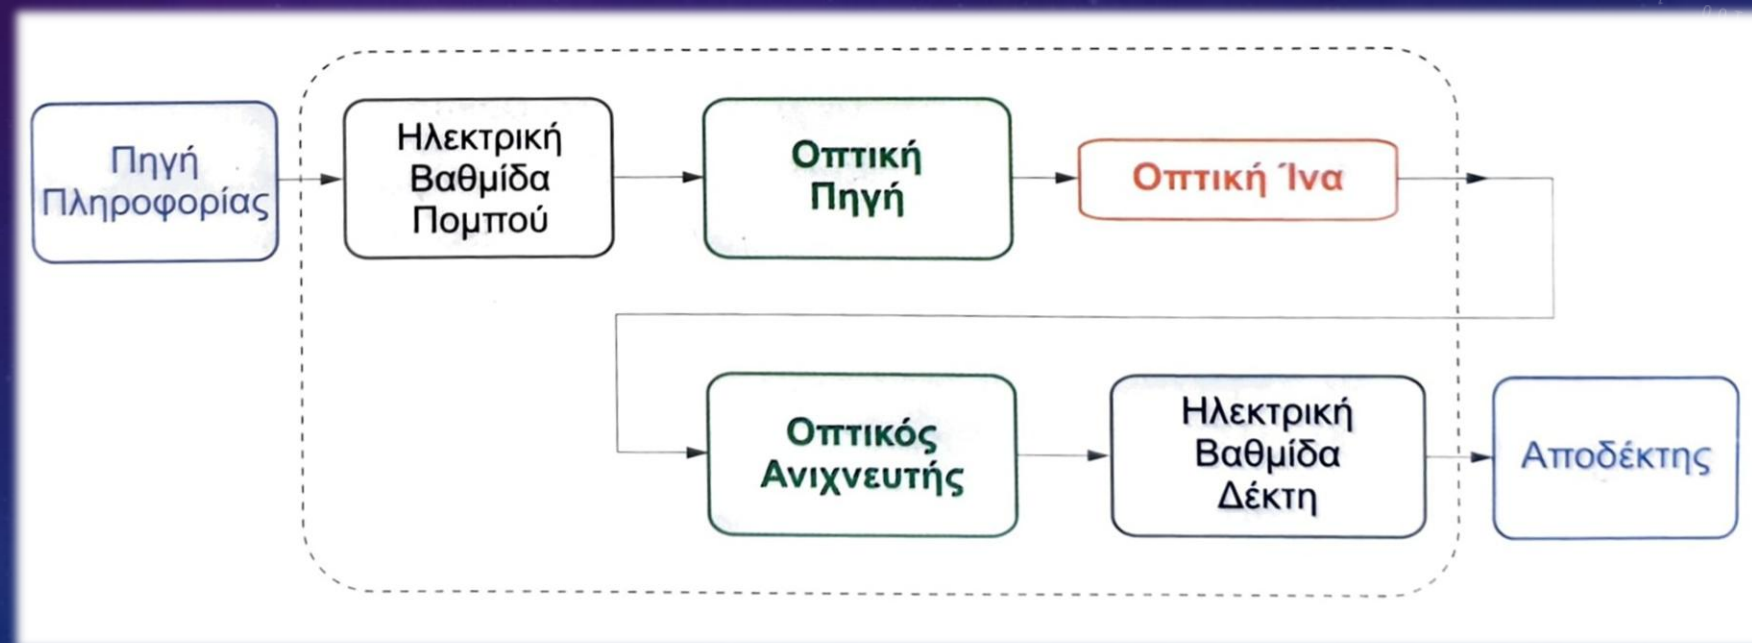 Πηγή
Πληροφορίας
Ηλεκτρική
Βαθμίδα
Πομπού
Οπτική
Πηγή
Οπτική Ίνα
Οπτικός
Ανιχνευτής
Ηλεκτρική
Βαθμίδα
Δέκτη
Αποδέκτης